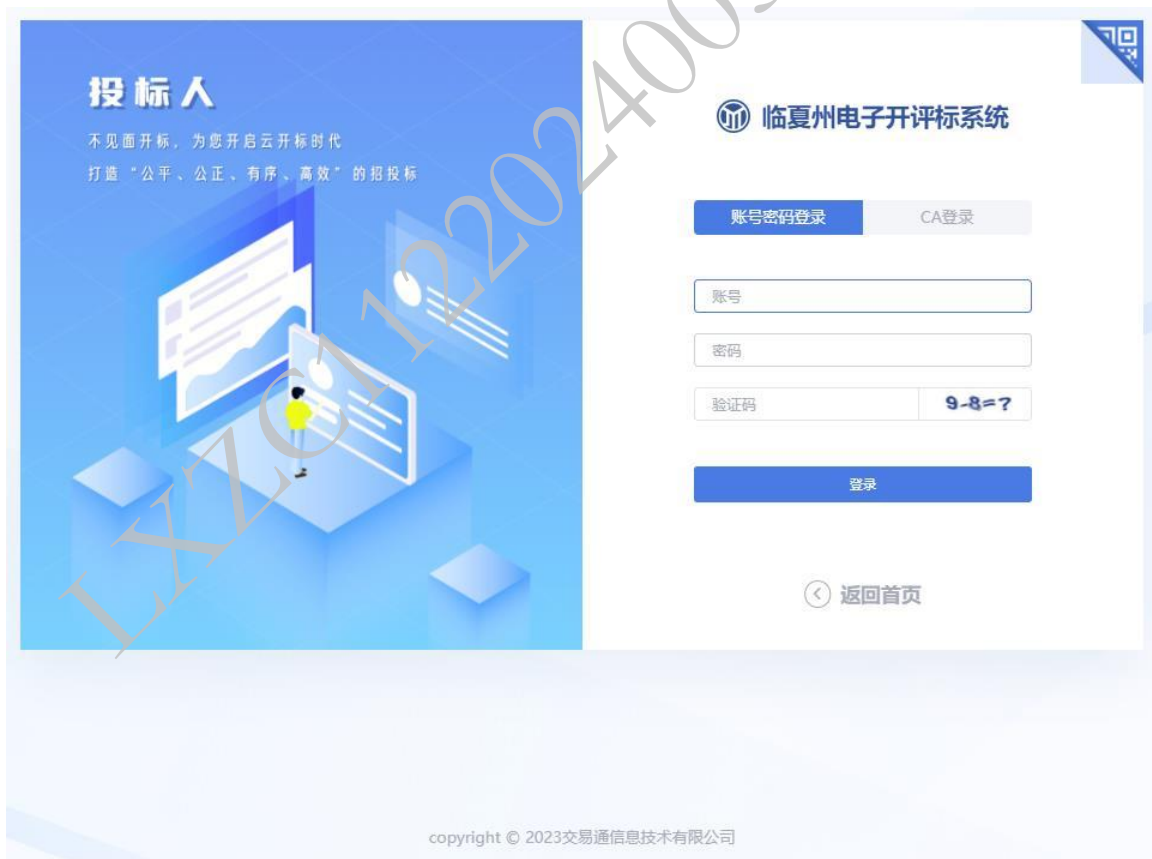 投标人
不见面开标，为您开启云开标时代
打造“公平、公正、有序、高效”的招投标
临夏州电子开评标系统
账号密码登录
CA登录
账号
密码
验证码
9-8=?
登录
返回首页
copyright © 2023交易通信息技术有限公司
LXZC112024005